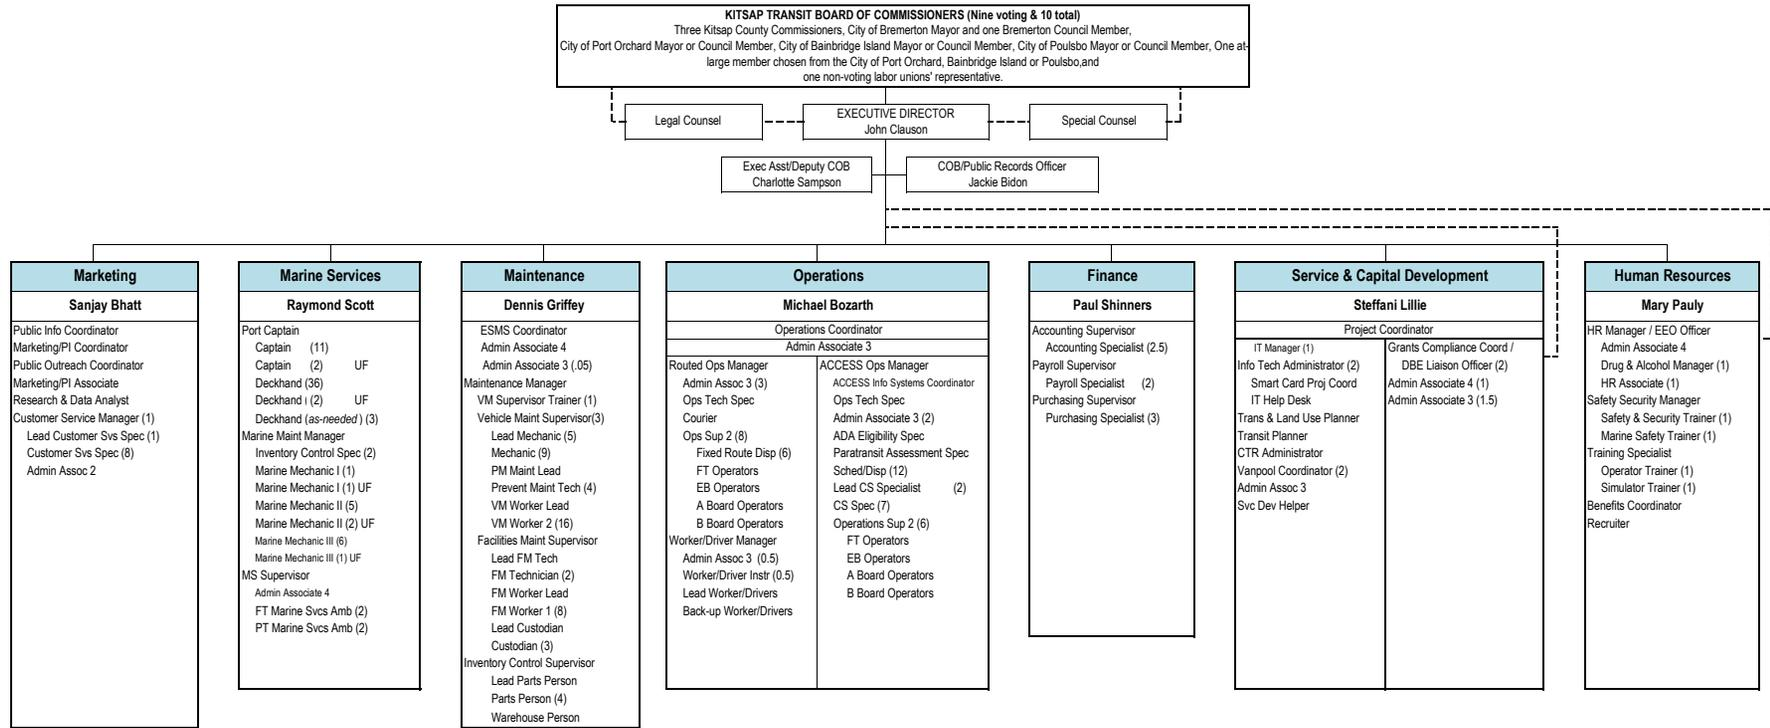 KITSAP TRANSIT BOARD OF COMMISSIONERS (Nine voting & 10 total)
Three Kitsap County Commissioners, City of Bremerton Mayor and one Bremerton Council Member,
City of Port Orchard Mayor or Council Member, City of Bainbridge Island Mayor or Council Member, City of Poulsbo Mayor or Council Member, One at-
large member chosen from the City of Port Orchard, Bainbridge Island or Poulsbo,and
one non-voting labor unions' representative.
Legal Counsel
EXECUTIVE DIRECTOR
John Clauson
Special Counsel
Exec Asst/Deputy COB
Charlotte Sampson
COB/Public Records Officer
Jackie Bidon
Marketing
Sanjay Bhatt
Public Info Coordinator
Marketing/PI Coordinator
Public Outreach Coordinator
Marketing/PI Associate
Research & Data Analyst
Customer Service Manager (1)
Lead Customer Svs Spec (1)
Customer Svs Spec (8)
Admin Assoc 2
Marine Services
Raymond Scott
Port Captain
Captain (11)
Captain (2) UF
Deckhand (36)
Deckhand (2) UF
Deckhand (as-needed) (3)
Marine Maint Manager
Inventory Control Spec (2)
Marine Mechanic I (1)
Marine Mechanic I (1) UF
Marine Mechanic II (5)
Marine Mechanic II (2) UF
Marine Mechanic III (6)
Marine Mechanic III (1) UF
MS Supervisor
Admin Associate 4
FT Marine Svcs Amb (2)
PT Marine Svcs Amb (2)
Maintenance
Dennis Griffey
ESMS Coordinator
Admin Associate 4
Admin Associate 3 (.05)
Maintenance Manager
VM Supervisor Trainer (1)
Vehicle Maint Supervisor(3)
Lead Mechanic (5)
Mechanic (9)
PM Maint Lead
Prevent Maint Tech (4)
VM Worker Lead
VM Worker 2 (16)
Facilities Maint Supervisor
Lead FM Tech
FM Technician (2)
FM Worker Lead
FM Worker 1 (8)
Lead Custodian
Custodian (3)
Inventory Control Supervisor
Lead Parts Person
Parts Person (4)
Warehouse Person
Operations
Michael Bozarth
Operations Coordinator
Admin Associate 3
Routed Ops Manager
Admin Assoc 3 (3)
Ops Tech Spec
Courier
Ops Sup 2 (8)
Fixed Route Disp (6)
FT Operators
EB Operators
A Board Operators
B Board Operators
Worker/Driver Manager
Admin Assoc 3 (0.5)
Worker/Driver Instr (0.5)
Lead Worker/Drivers
Back-up Worker/Drivers
ACCESS Ops Manager
ACCESS Info Systems Coordinator
Ops Tech Spec
Admin Associate 3 (2)
ADA Eligibility Spec
Paratransit Assessment Spec
Sched/Disp (12)
Lead CS Specialist (2)
CS Spec (7)
Operations Sup 2 (6)
FT Operators
EB Operators
A Board Operators
B Board Operators
Finance
Paul Shinners
Accounting Supervisor
Accounting Specialist (2.5)
Payroll Supervisor
Payroll Specialist (2)
Purchasing Supervisor
Purchasing Specialist (3)
Service & Capital Development
Steffani Lillie
Project Coordinator
IT Manager (1)
Info Tech Administrator (2)
Smart Card Proj Coord
IT Help Desk
Trans & Land Use Planner
Transit Planner
CTR Administrator
Vanpool Coordinator (2)
Admin Assoc 3
Svc Dev Helper
Grants Compliance Coord /
DBE Liaison Officer (2)
Admin Associate 4 (1)
Admin Associate 3 (1.5)
Human Resources
Mary Pauly
HR Manager / EEO Officer
Admin Associate 4
Drug & Alcohol Manager (1)
HR Associate (1)
Safety Security Manager
Safety & Security Trainer (1)
Marine Safety Trainer (1)
Training Specialist
Operator Trainer (1)
Simulator Trainer (1)
Benefits Coordinator
Recruiter